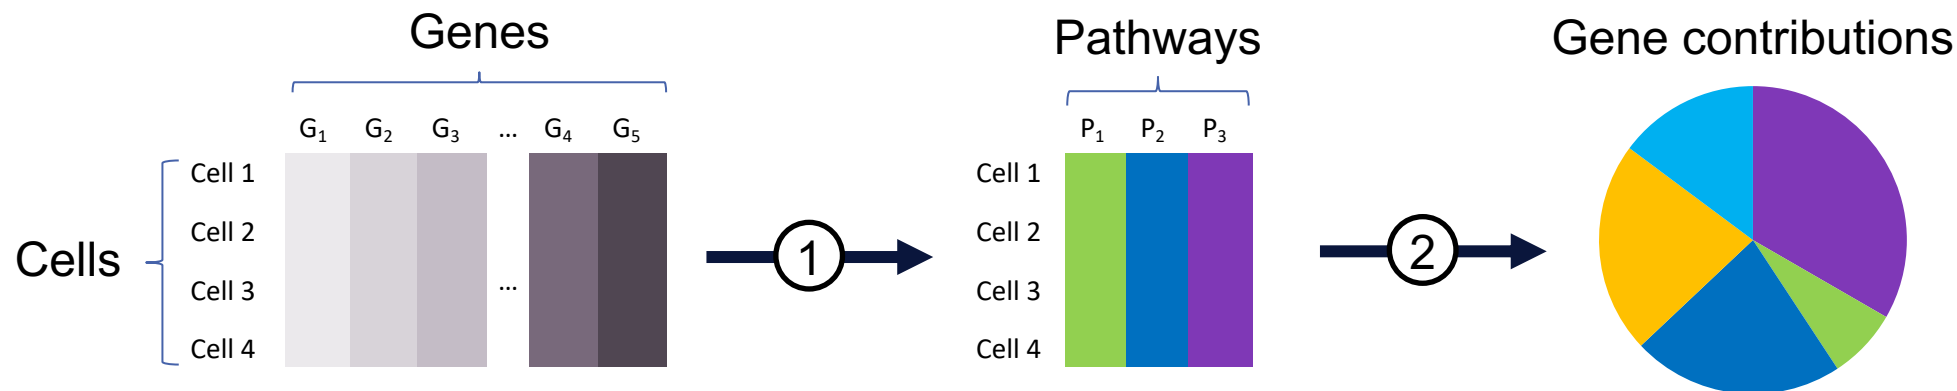 Genes
G₁ G₂ G₃ ... G₄ G₅
Cells
Cell 1
Cell 2
Cell 3
Cell 4
...
1
Pathways
P₁ P₂ P₃
Cell 1
Cell 2
Cell 3
Cell 4
2
Gene contributions